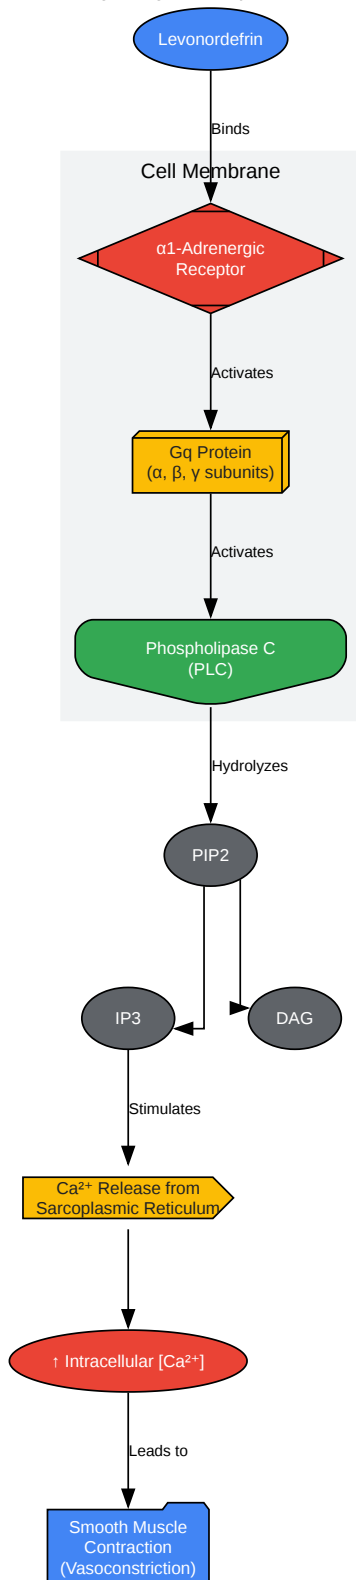 Levonordefrin
Binds
Cell Membrane
α1-Adrenergic
Receptor
Activates
Gq Protein
(α, β, γ subunits)
Activates
Phospholipase C
(PLC)
Hydrolyzes
PIP2
IP3
DAG
Stimulates
Ca²⁺ Release from
Sarcoplasmic Reticulum
↑ Intracellular [Ca²⁺]
Leads to
Smooth Muscle
Contraction
(Vasoconstriction)